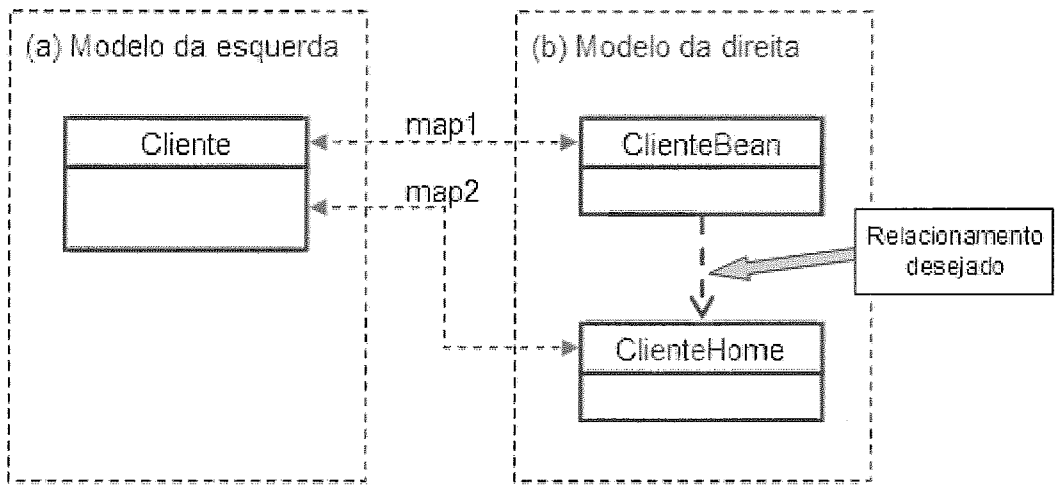 (a) Modelo da esquerda
(b) Modelo da direita
Cliente
map1
ClienteBean
map2
Relacionamento
desejado
ClienteHome